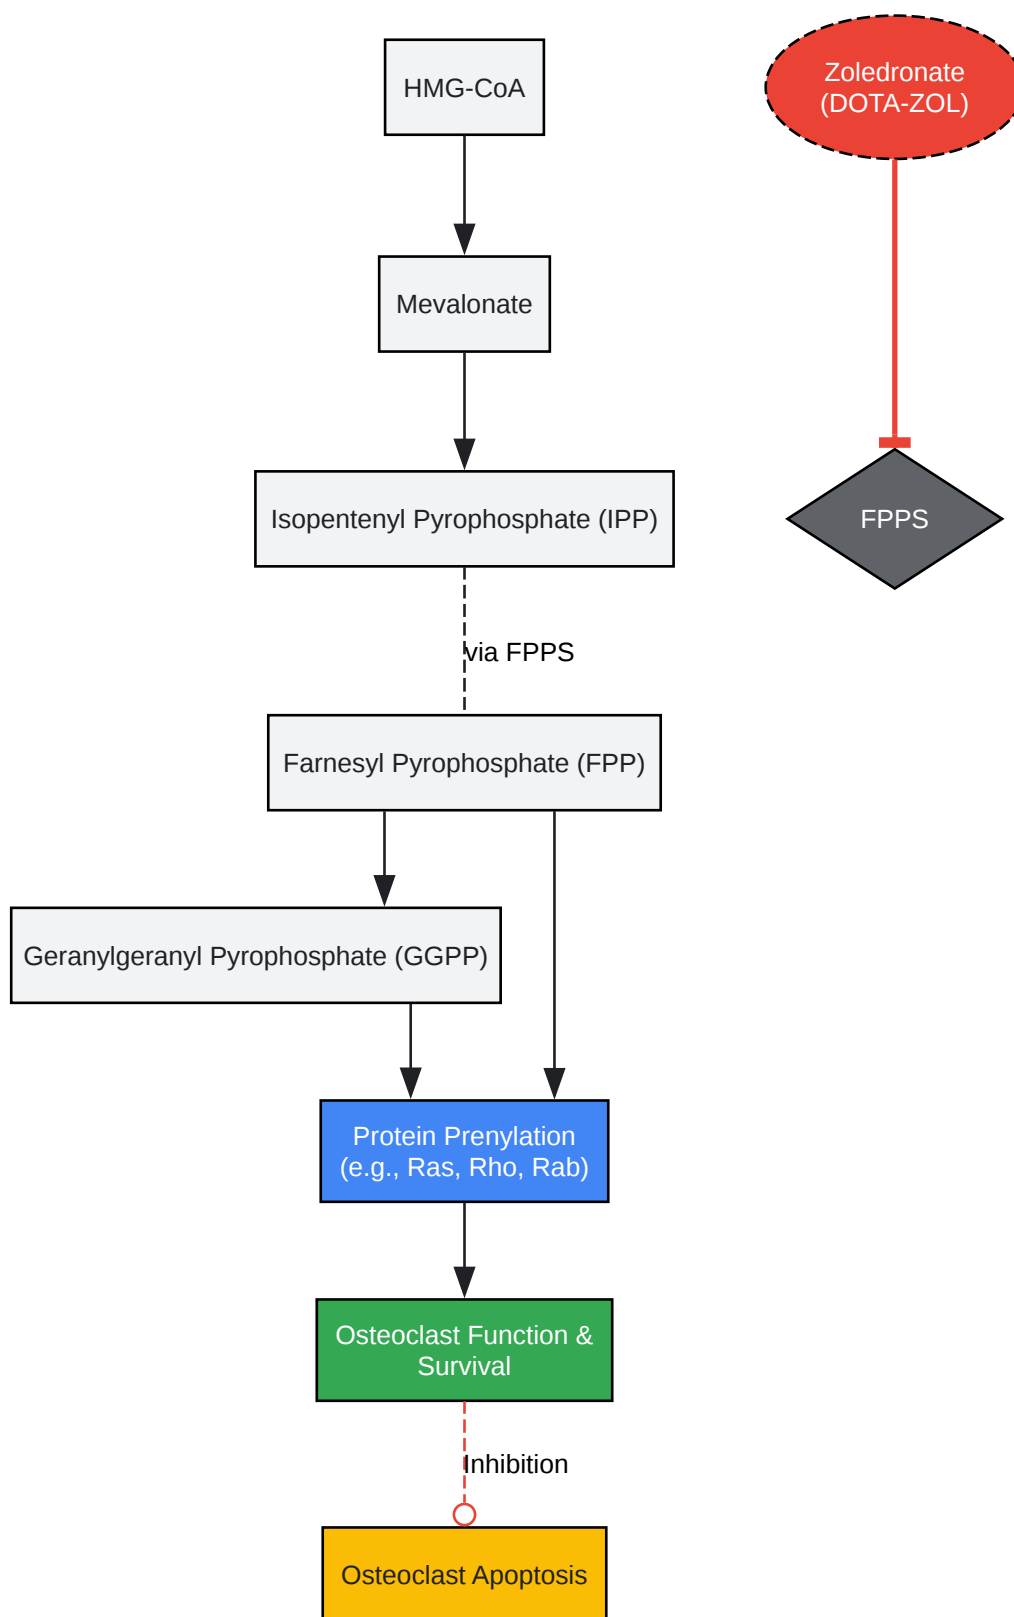 HMG-CoA
Zoledronate
(DOTA-ZOL)
Mevalonate
Isopentenyl Pyrophosphate (IPP)
FPPS
via FPPS
Farnesyl Pyrophosphate (FPP)
Geranylgeranyl Pyrophosphate (GGPP)
Protein Prenylation
(e.g., Ras, Rho, Rab)
Osteoclast Function &
Survival
Inhibition
Osteoclast Apoptosis